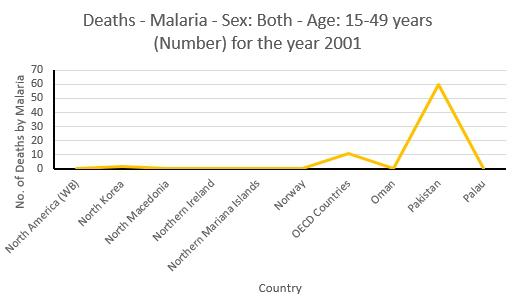 Deaths - Malaria - Sex: Both - Age: 15-49 years
(Number) for the year 2001
No. of Deaths by Malaria
70
60
50
40
30
20
10
0
North America (WB)
North Korea
North Macedonia
Northern Ireland
Northern Mariana Islands
Norway
OECD Countries
Oman
Pakistan
Palau
Country